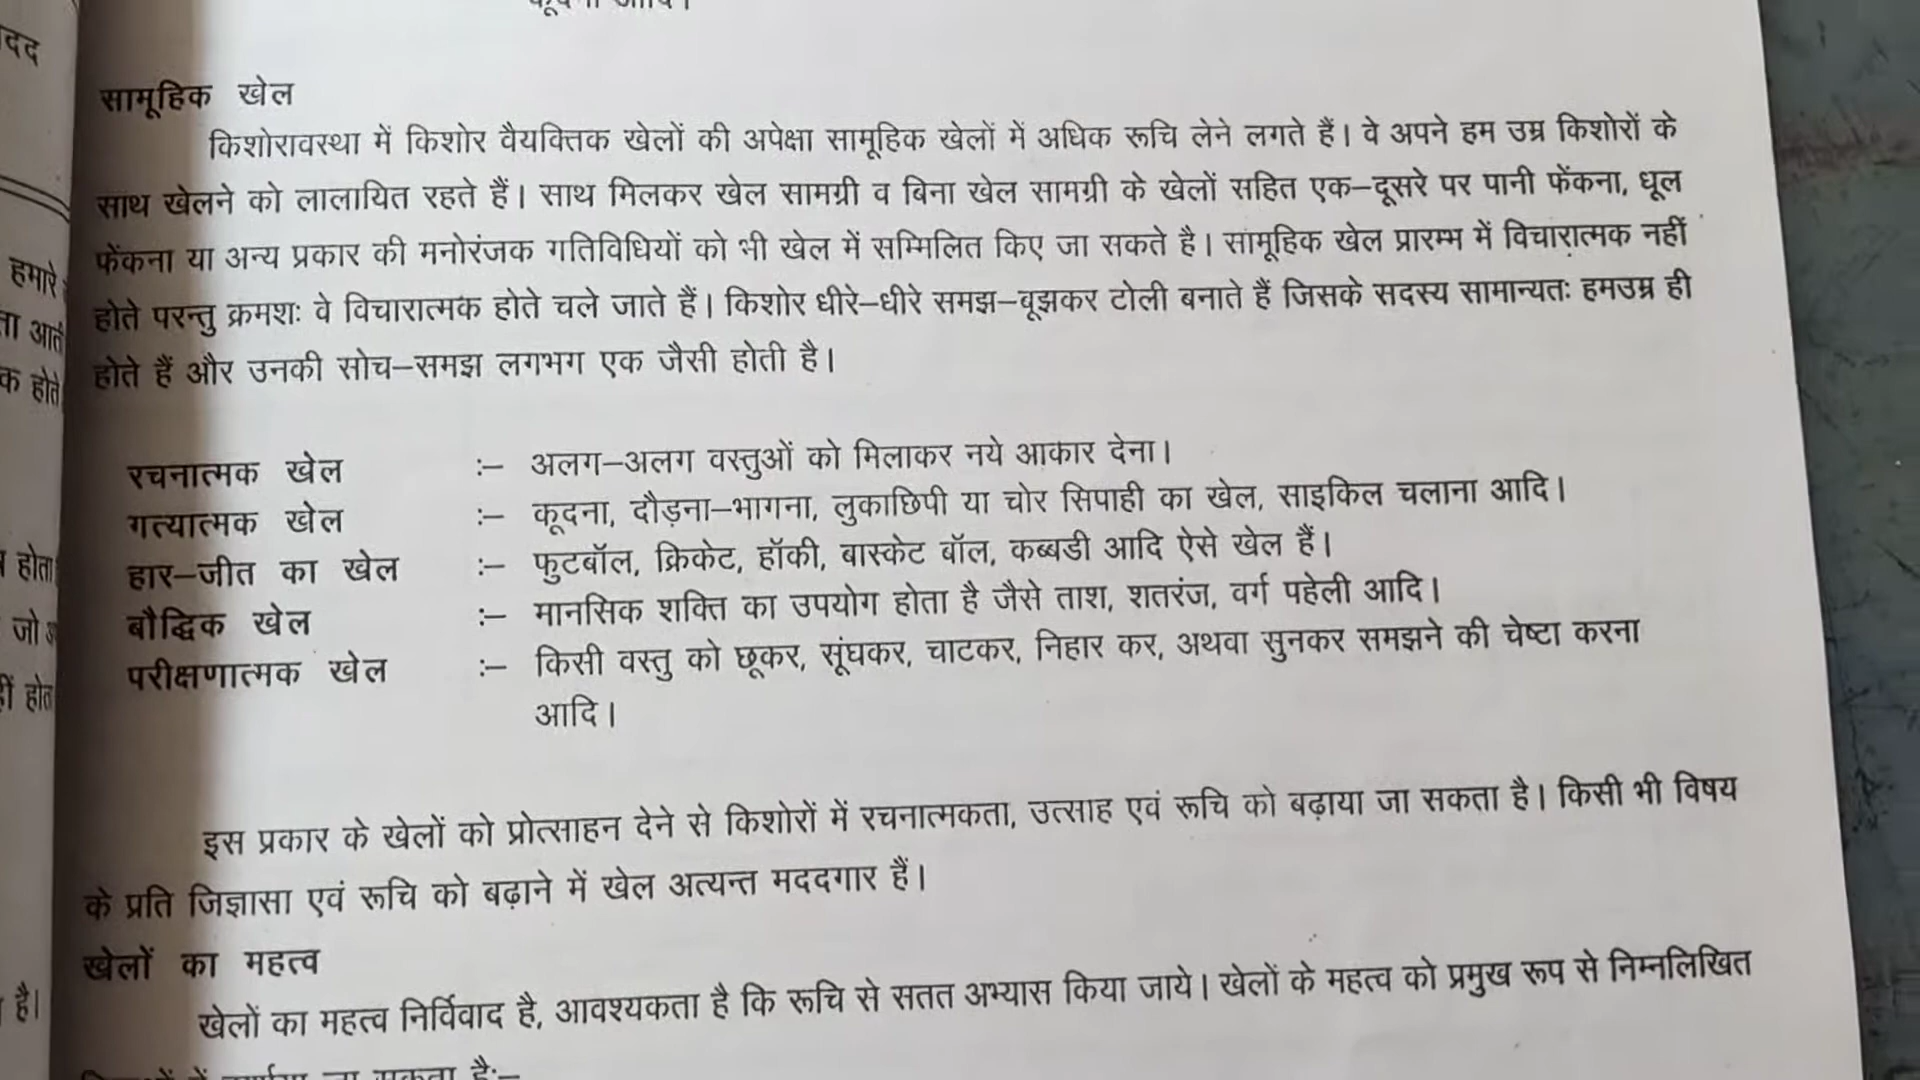 सामूहिक खेल
किशोरावस्था में किशोर वैयक्तिक खेलों की अपेक्षा सामूहिक खेलों में अधिक रूचि लेने लगते हैं। वे अपने हम उम्र किशोरों के
साथ खेलने को लालायित रहते हैं। साथ मिलकर खेल सामग्री व बिना खेल सामग्री के खेलों सहित एक–दूसरे पर पानी फेंकना, धूल
फेंकना या अन्य प्रकार की मनोरंजक गतिविधियों को भी खेल में सम्मिलित किए जा सकते है। सामूहिक खेल प्रारम्भ में विचारात्मक नहीं
होते परन्तु क्रमशः वे विचारात्मक होते चले जाते हैं। किशोर धीरे–धीरे समझ–बूझकर टोली बनाते हैं जिसके सदस्य सामान्यतः हमउम्र ही
होते हैं और उनकी सोच–समझ लगभग एक जैसी होती है।
रचनात्मक खेल :– अलग–अलग वस्तुओं को मिलाकर नये आकार देना।
गत्यात्मक खेल :– कूदना, दौड़ना–भागना, लुकाछिपी या चोर सिपाही का खेल, साइकिल चलाना आदि।
हार–जीत का खेल :– फुटबॉल, क्रिकेट, हॉकी, बास्केट बॉल, कब्बडी आदि ऐसे खेल हैं।
बौद्धिक खेल :– मानसिक शक्ति का उपयोग होता है जैसे ताश, शतरंज, वर्ग पहेली आदि।
परीक्षणात्मक खेल :– किसी वस्तु को छूकर, सूंघकर, चाटकर, निहार कर, अथवा सुनकर समझने की चेष्टा करना
आदि।
इस प्रकार के खेलों को प्रोत्साहन देने से किशोरों में रचनात्मकता, उत्साह एवं रूचि को बढ़ाया जा सकता है। किसी भी विषय
के प्रति जिज्ञासा एवं रूचि को बढ़ाने में खेल अत्यन्त मददगार हैं।
खेलों का महत्व
खेलों का महत्व निर्विवाद है, आवश्यकता है कि रूचि से सतत अभ्यास किया जाये। खेलों के महत्व को प्रमुख रूप से निम्नलिखित